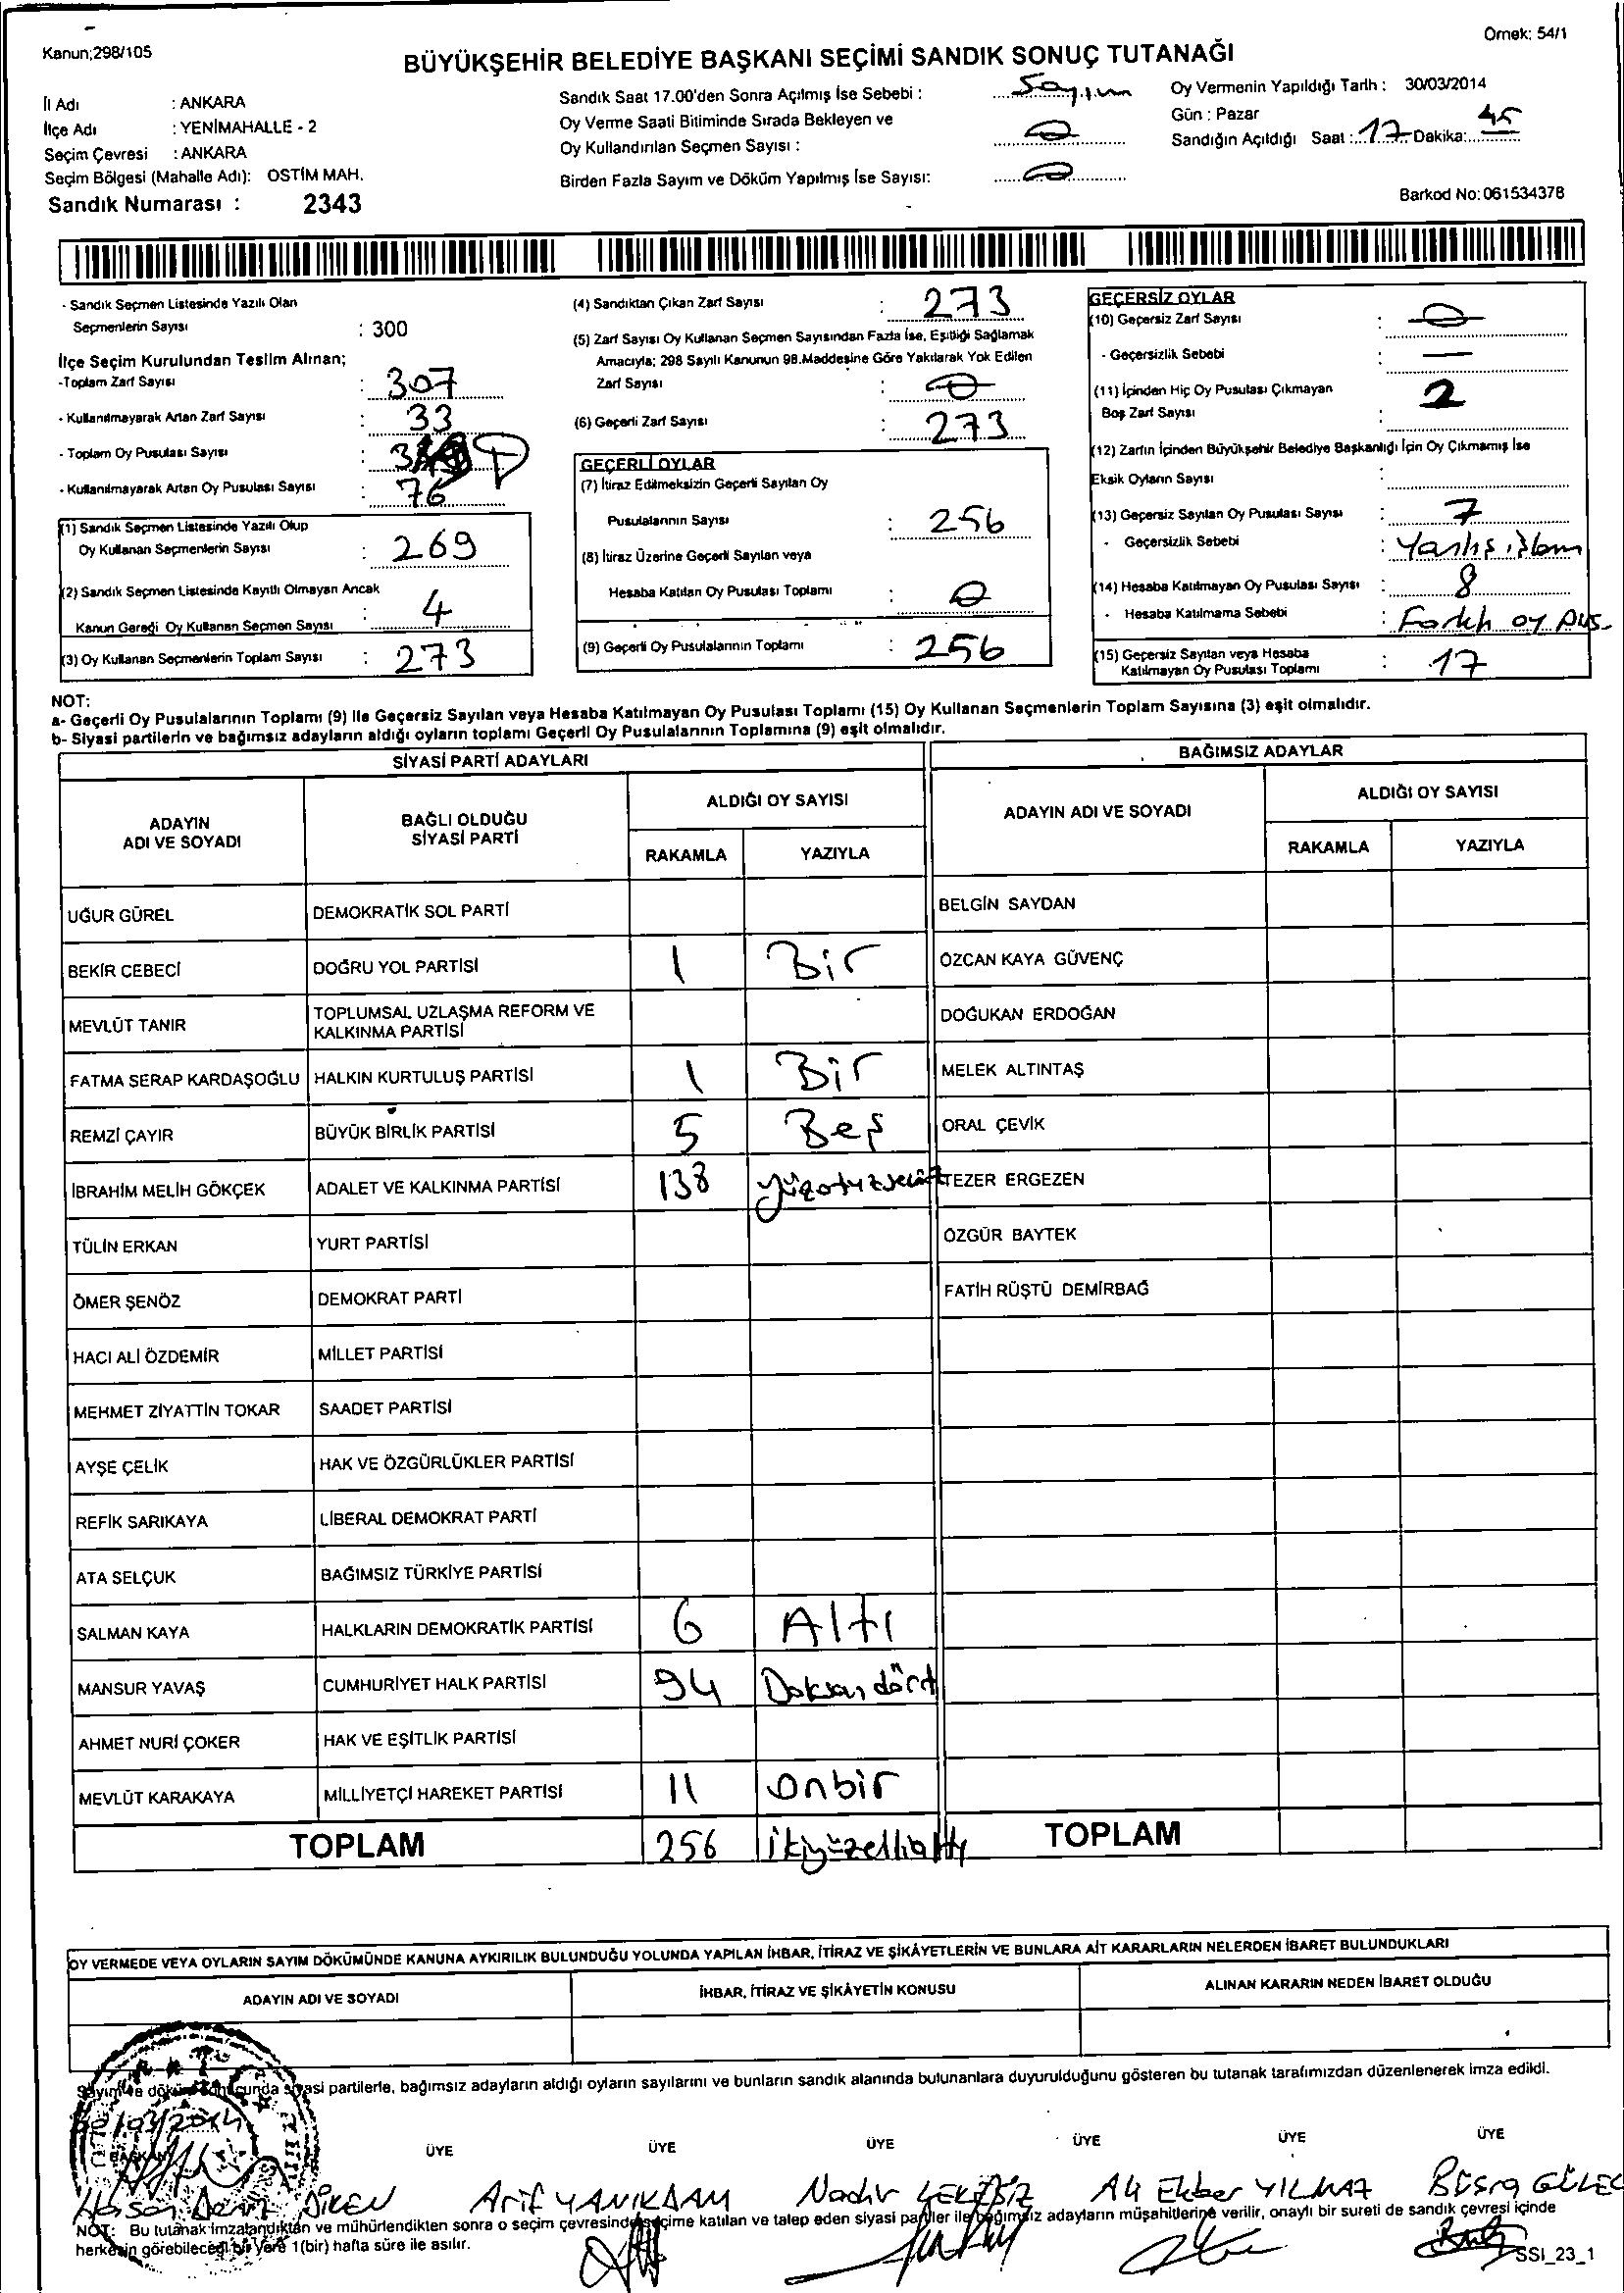 Kanun;298/105
Örnek: 54/1
BÜYÜKŞEHİR BELEDİYE BAŞKANI SEÇİMİ SANDIK SONUÇ TUTANAĞI
İl Adı : ANKARA
İlçe Adı : YENİMAHALLE - 2
Seçim Çevresi : ANKARA
Seçim Bölgesi (Mahalle Adı): OSTİM MAH.
Sandık Numarası : 2343
Sandık Saat 17.00'den Sonra Açılmış İse Sebebi : Sayım
Oy Verme Saati Bitiminde Sırada Bekleyen ve
Oy Kullandırılan Seçmen Sayısı : 0
Birden Fazla Sayım ve Döküm Yapılmış İse Sayısı: 0
Oy Vermenin Yapıldığı Tarih : 30/03/2014
Gün : Pazar
Sandığın Açıldığı Saat : 17 Dakika: 45
Barkod No: 061534378
- Sandık Seçmen Listesinde Yazılı Olan
Seçmenlerin Sayısı : 300
İlçe Seçim Kurulundan Teslim Alınan;
-Toplam Zarf Sayısı : 307
- Kullanılmayarak Artan Zarf Sayısı : 33
- Toplam Oy Pusulası Sayısı :
- Kullanılmayarak Artan Oy Pusulası Sayısı : 76
(1) Sandık Seçmen Listesinde Yazılı Olup
Oy Kullanan Seçmenlerin Sayısı : 269
(2) Sandık Seçmen Listesinde Kayıtlı Olmayan Ancak
Kanun Gereği Oy Kullanan Seçmen Sayısı : 4
(3) Oy Kullanan Seçmenlerin Toplam Sayısı : 273
(4) Sandıktan Çıkan Zarf Sayısı : 273
(5) Zarf Sayısı Oy Kullanan Seçmen Sayısından Fazla İse, Eşitliği Sağlamak
Amacıyla; 298 Sayılı Kanunun 98.Maddesine Göre Yakılarak Yok Edilen
Zarf Sayısı : 0
(6) Geçerli Zarf Sayısı : 273
GEÇERLİ OYLAR
(7) İtiraz Edilmeksizin Geçerli Sayılan Oy
Pusulalarının Sayısı : 256
(8) İtiraz Üzerine Geçerli Sayılan veya
Hesaba Katılan Oy Pusulası Toplamı : 0
(9) Geçerli Oy Pusulalarının Toplamı : 256
GEÇERSİZ OYLAR
(10) Geçersiz Zarf Sayısı : 0
- Geçersizlik Sebebi : —
(11) İçinden Hiç Oy Pusulası Çıkmayan
Boş Zarf Sayısı : 2
(12) Zarfın İçinden Büyükşehir Belediye Başkanlığı İçin Oy Çıkmamış İse
Eksik Oyların Sayısı :
(13) Geçersiz Sayılan Oy Pusulası Sayısı : 7
- Geçersizlik Sebebi : Yanlış işlem
(14) Hesaba Katılmayan Oy Pusulası Sayısı : 8
- Hesaba Katılmama Sebebi : Farklı oy pus.
(15) Geçersiz Sayılan veya Hesaba
Katılmayan Oy Pusulası Toplamı : 17
NOT:
a- Geçerli Oy Pusulalarının Toplamı (9) İle Geçersiz Sayılan veya Hesaba Katılmayan Oy Pusulası Toplamı (15) Oy Kullanan Seçmenlerin Toplam Sayısına (3) eşit olmalıdır.
b- Siyasi partilerin ve bağımsız adayların aldığı oyların toplamı Geçerli Oy Pusulalarının Toplamına (9) eşit olmalıdır.
SİYASİ PARTİ ADAYLARI
BAĞIMSIZ ADAYLAR
ADAYIN
ADI VE SOYADI
BAĞLI OLDUĞU
SİYASİ PARTİ
ALDIĞI OY SAYISI
RAKAMLA YAZIYLA
ADAYIN ADI VE SOYADI
ALDIĞI OY SAYISI
RAKAMLA YAZIYLA
UĞUR GÜREL DEMOKRATİK SOL PARTİ BELGİN SAYDAN
BEKİR CEBECİ DOĞRU YOL PARTİSİ 1 Bir ÖZCAN KAYA GÜVENÇ
MEVLÜT TANIR TOPLUMSAL UZLAŞMA REFORM VE KALKINMA PARTİSİ DOĞUKAN ERDOĞAN
FATMA SERAP KARDAŞOĞLU HALKIN KURTULUŞ PARTİSİ 1 Bir MELEK ALTINTAŞ
REMZİ ÇAYIR BÜYÜK BİRLİK PARTİSİ 5 Beş ORAL ÇEVİK
İBRAHİM MELİH GÖKÇEK ADALET VE KALKINMA PARTİSİ 138 yüzotuzsekiz TEZER ERGEZEN
TÜLİN ERKAN YURT PARTİSİ ÖZGÜR BAYTEK
ÖMER ŞENÖZ DEMOKRAT PARTİ FATİH RÜŞTÜ DEMİRBAĞ
HACI ALİ ÖZDEMİR MİLLET PARTİSİ
MEHMET ZİYATTİN TOKAR SAADET PARTİSİ
AYŞE ÇELİK HAK VE ÖZGÜRLÜKLER PARTİSİ
REFİK SARIKAYA LİBERAL DEMOKRAT PARTİ
ATA SELÇUK BAĞIMSIZ TÜRKİYE PARTİSİ
SALMAN KAYA HALKLARIN DEMOKRATİK PARTİSİ 6 Altı
MANSUR YAVAŞ CUMHURİYET HALK PARTİSİ 94 Doksandört
AHMET NURİ ÇOKER HAK VE EŞİTLİK PARTİSİ
MEVLÜT KARAKAYA MİLLİYETÇİ HAREKET PARTİSİ 11 Onbir
TOPLAM 256 ikiyüzellialtı TOPLAM
OY VERMEDE VEYA OYLARIN SAYIM DÖKÜMÜNDE KANUNA AYKIRILIK BULUNDUĞU YOLUNDA YAPILAN İHBAR, İTİRAZ VE ŞİKÂYETLERİN VE BUNLARA AİT KARARLARIN NELERDEN İBARET BULUNDUKLARI
ADAYIN ADI VE SOYADI İHBAR, İTİRAZ VE ŞİKÂYETİN KONUSU ALINAN KARARIN NEDEN İBARET OLDUĞU
Sayım ve döküm sonucunda siyasi partilerle, bağımsız adayların aldığı oyların sayılarını ve bunların sandık alanında bulunanlara duyurulduğunu gösteren bu tutanak tarafımızdan düzenlenerek imza edildi.
30/03/2014
BAŞKAN ÜYE ÜYE ÜYE ÜYE ÜYE ÜYE
Hasan Deniz DİKEN Arif YANIKDAM Nadir ÇEKİŞSİZ Ali Ekber YILMAZ Büşra GÜLEÇ
NOT: Bu tutanak imzalandıktan ve mühürlendikten sonra o seçim çevresinde seçime katılan ve talep eden siyasi partiler ile bağımsız adayların müşahitlerine verilir, onaylı bir sureti de sandık çevresi içinde
herkesin görebileceği bir yere 1(bir) hafta süre ile asılır.
SSI_23_1